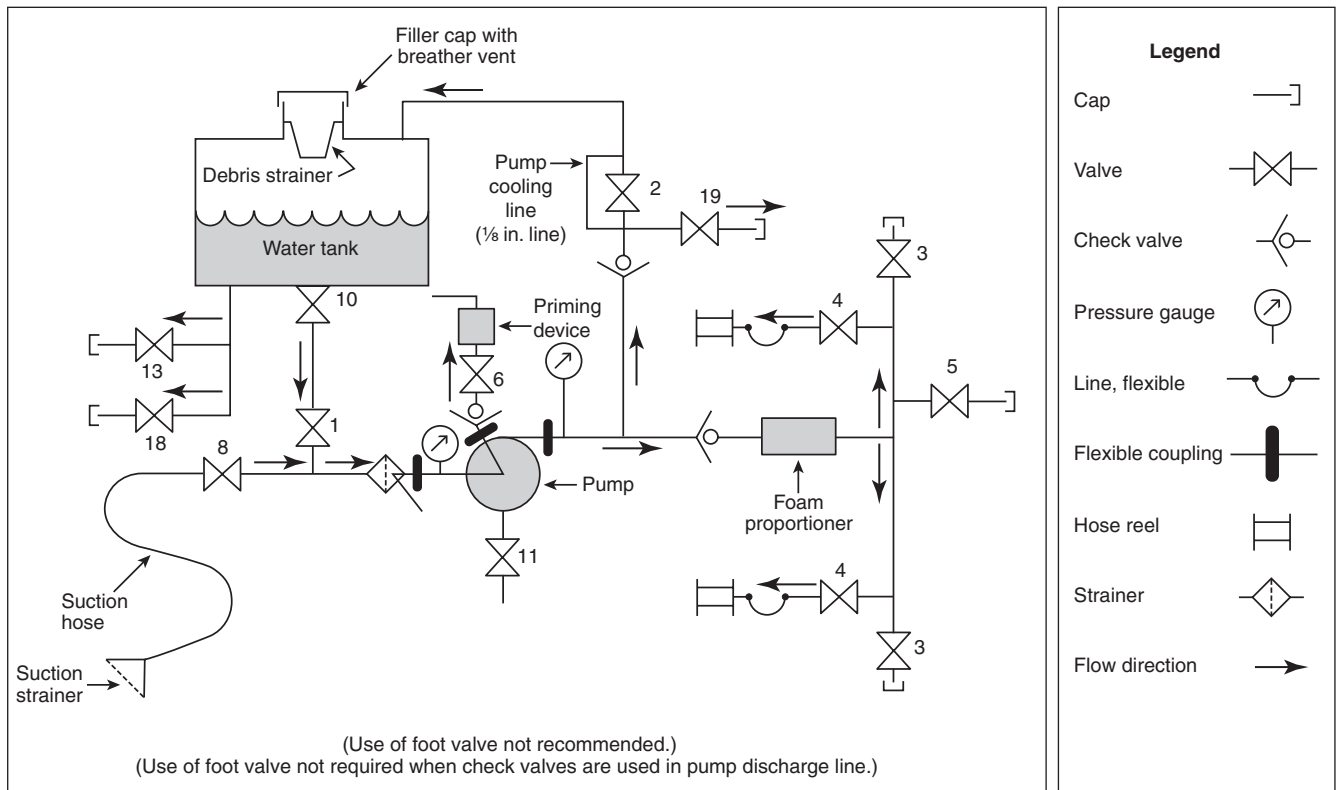 Filler cap with
breather vent
Debris strainer
Water tank
Pump
cooling
line
(⅛ in. line)
2
19
10
Priming
device
6
13
18
1
8
Pump
11
Suction
hose
Suction
strainer
Foam
proportioner
3
4
5
4
3
(Use of foot valve not recommended.)
(Use of foot valve not required when check valves are used in pump discharge line.)
Legend
Cap
Valve
Check valve
Pressure gauge
Line, flexible
Flexible coupling
Hose reel
Strainer
Flow direction